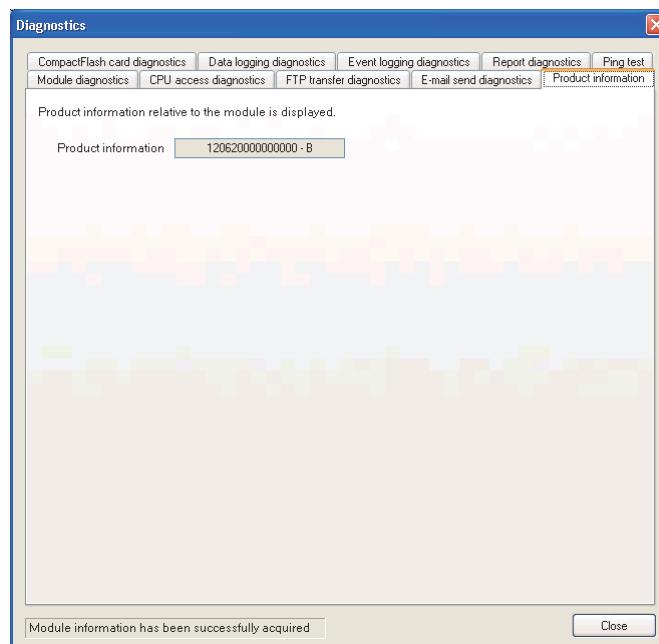 Diagnostics
CompactFlash card diagnostics Data logging diagnostics Event logging diagnostics Report diagnostics Ping test
Module diagnostics CPU access diagnostics FTP transfer diagnostics E-mail send diagnostics Product information
Product information relative to the module is displayed.
Product information 120620000000000 - B
Module information has been successfully acquired Close